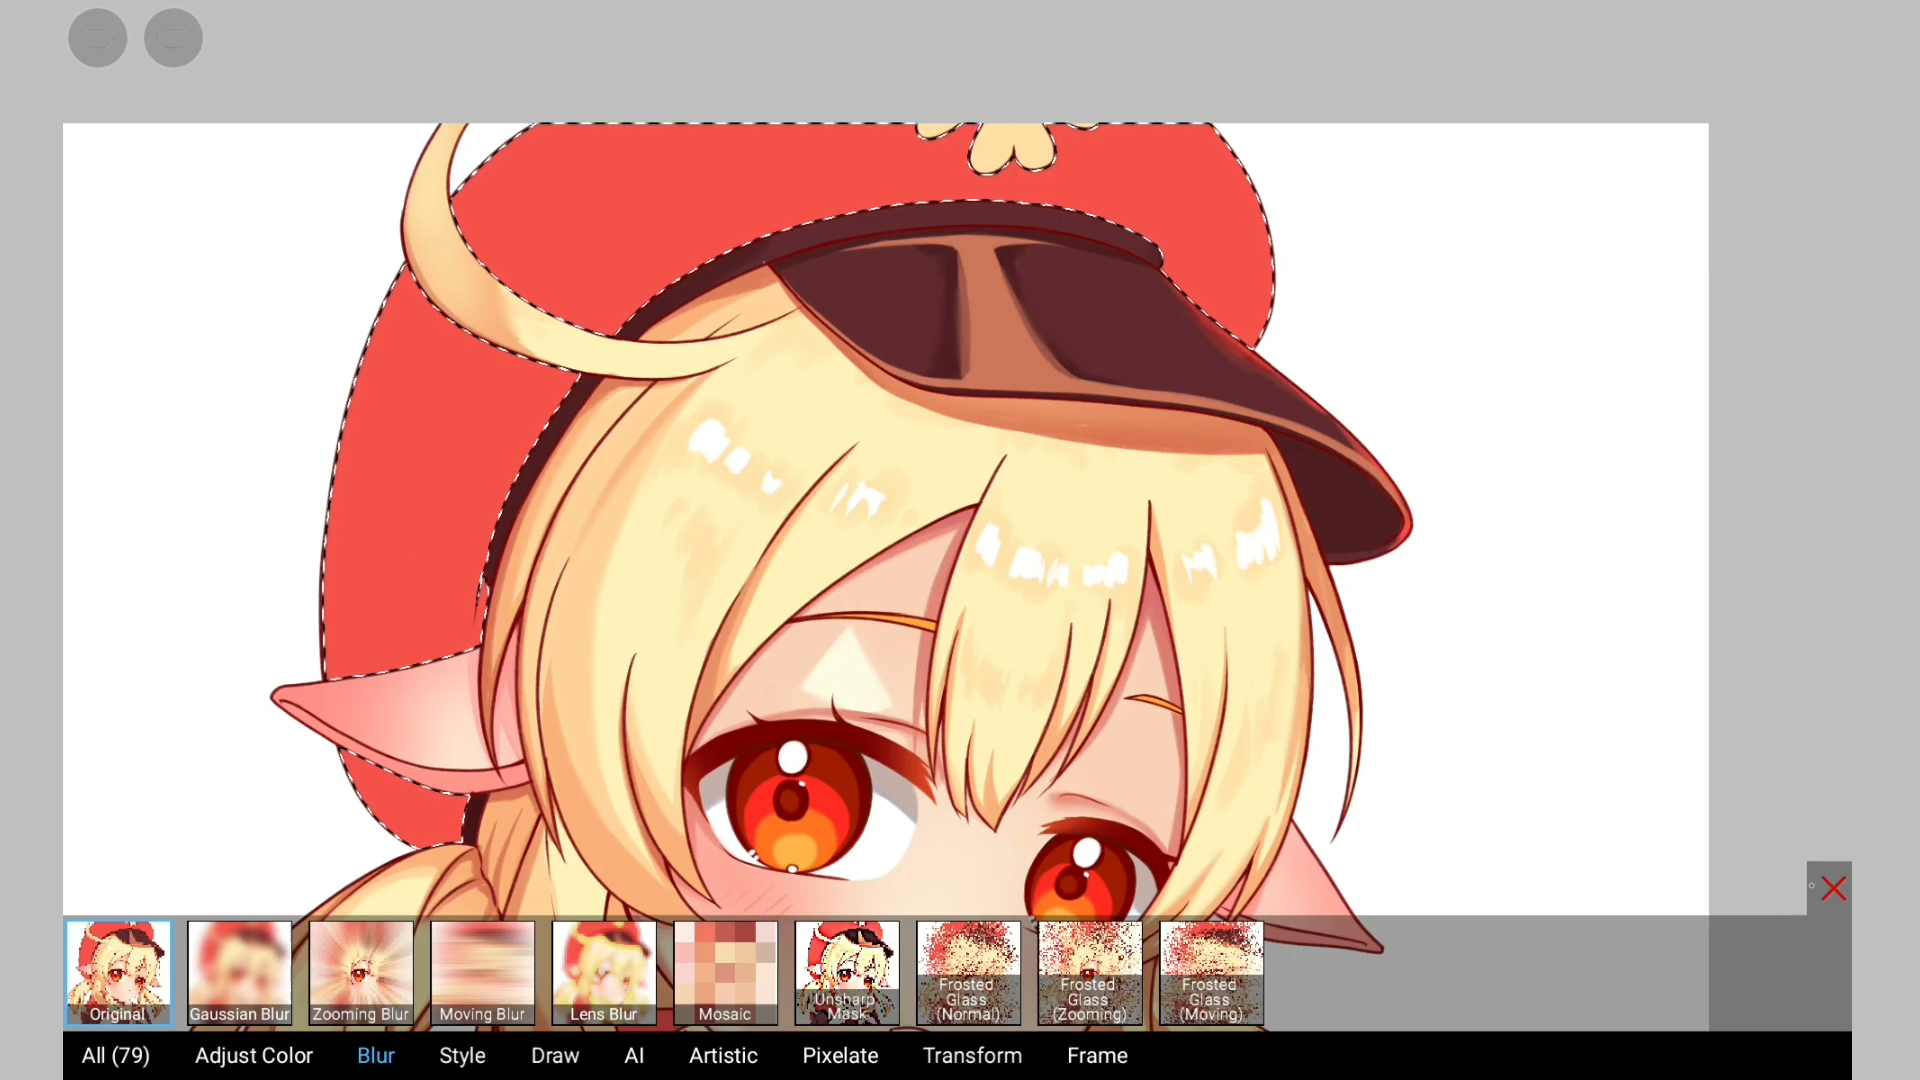 Original
Gaussian Blur
Zooming Blur
Moving Blur
Lens Blur
Mosaic
Unsharp
Mask
Frosted
Glass
(Normal)
Frosted
Glass
(Zooming)
Frosted
Glass
(Moving)
All (79)
Adjust Color
Blur
Style
Draw
AI
Artistic
Pixelate
Transform
Frame